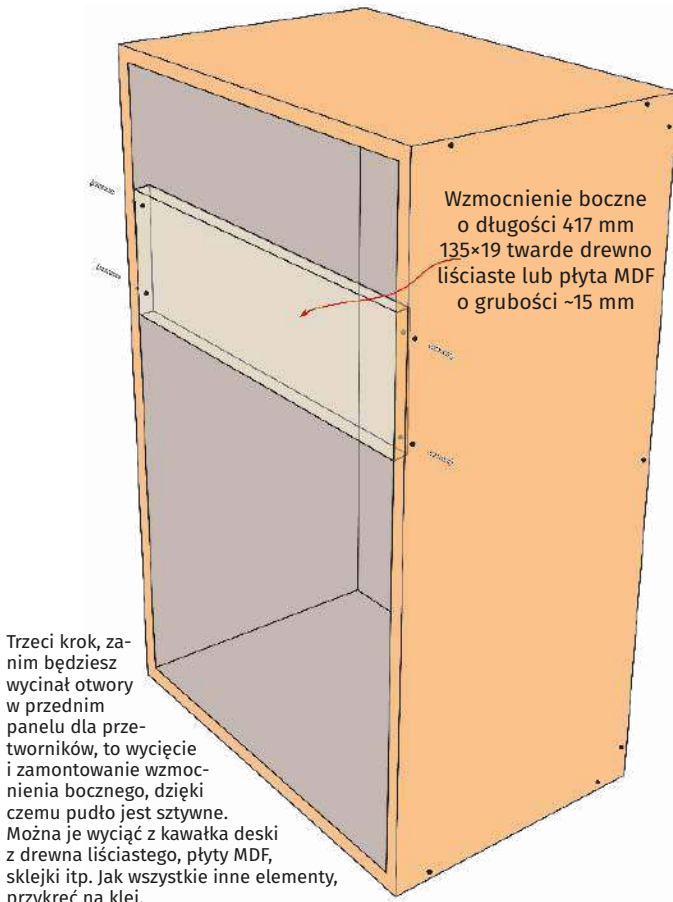 Wzmocnienie boczne
o długości 417 mm
135×19 twarde drewno
liściaste lub płyta MDF
o grubości ~15 mm
Trzeci krok, za-
nim będziesz
wycinał otwory
w przednim
panelu dla prze-
tworników, to wycięcie
i zamontowanie wzmoc-
nienia bocznego, dzięki
czemu pudło jest sztywne.
Można je wyciąć z kawałka deski
z drewna liściastego, płyty MDF,
sklejki itp. Jak wszystkie inne elementy,
przykręć na klej.